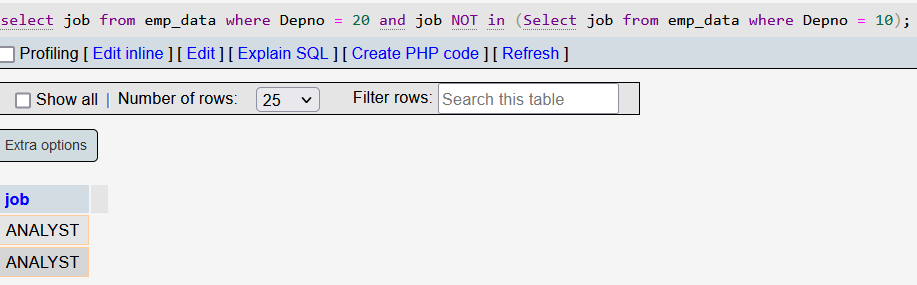 select job from emp_data where Depno = 20 and job NOT in (Select job from emp_data where Depno = 10);
Profiling [ Edit inline ] [ Edit ] [ Explain SQL ] [ Create PHP code ] [ Refresh ]
Show all | Number of rows: 25 Filter rows: Search this table
Extra options
job
ANALYST
ANALYST